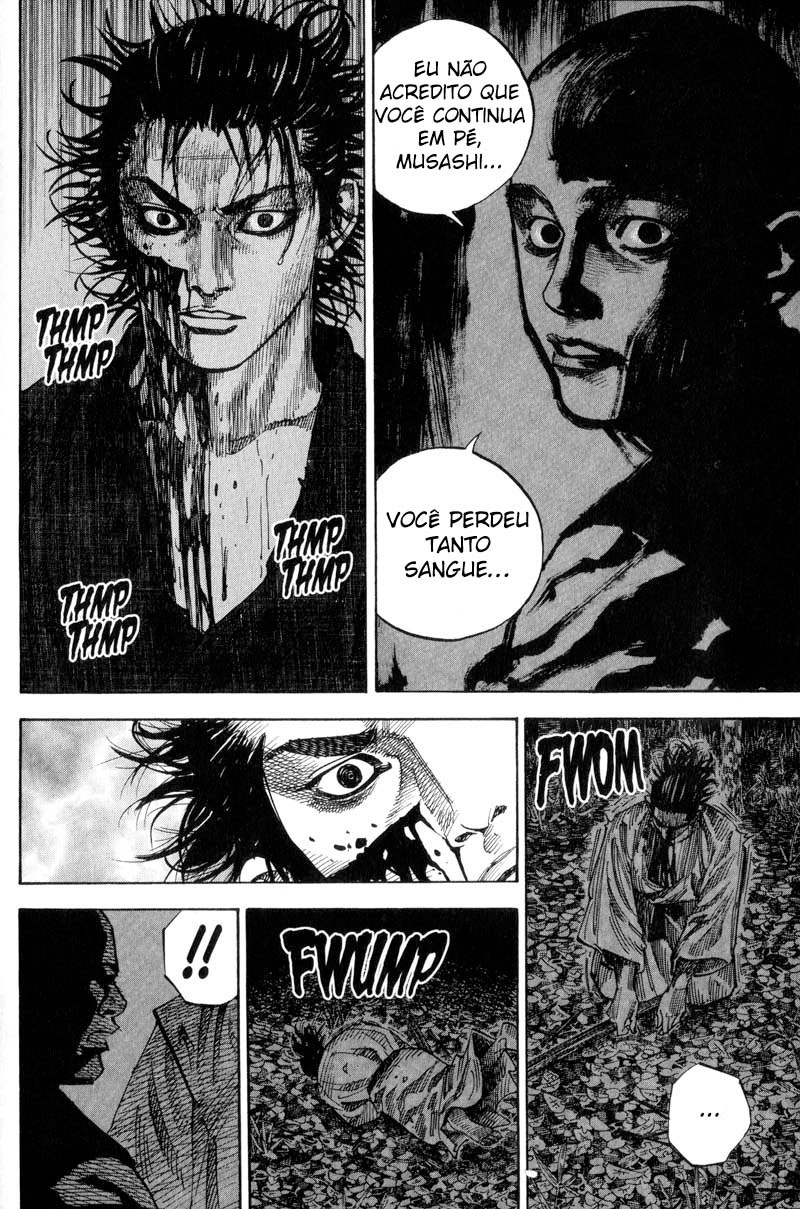 EU NÃO
ACREDITO QUE
VOCÊ CONTINUA
EM PÉ,
MUSASHI...
THMP
THMP
THMP
THMP
THMP
THMP
VOCÊ PERDEU
TANTO
SANGUE...
FWOM
...
FWUMP
!!